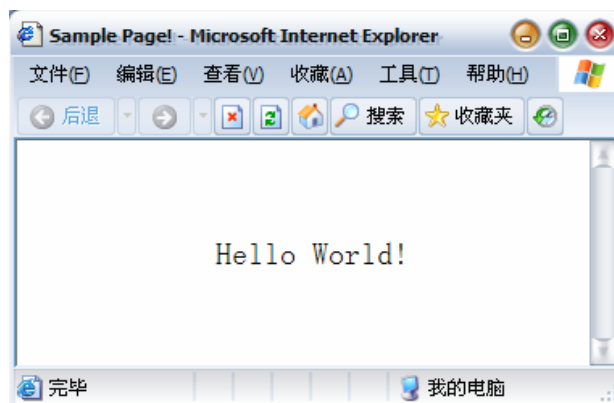 Sample Page! - Microsoft Internet Explorer
文件(F) 编辑(E) 查看(V) 收藏(A) 工具(T) 帮助(H)
后退 搜索 收藏夹
Hello World!
完毕 我的电脑